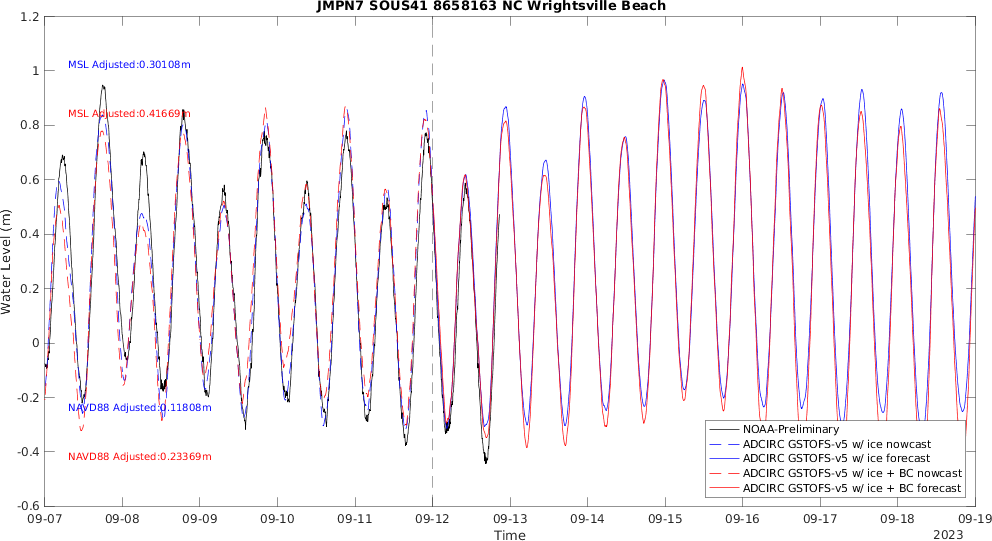 JMPN7 SOUS41 8658163 NC Wrightsville Beach
1.2
1
0.8
0.6
0.4
0.2
0
-0.2
-0.4
-0.6
Water Level (m)
MSL Adjusted:0.30108m
MSL Adjusted:0.41669m
NAVD88 Adjusted:0.11808m
NAVD88 Adjusted:0.23369m
NOAA-Preliminary
ADCIRC GSTOFS-v5 w/ ice nowcast
ADCIRC GSTOFS-v5 w/ ice forecast
ADCIRC GSTOFS-v5 w/ ice + BC nowcast
ADCIRC GSTOFS-v5 w/ ice + BC forecast
09-07 09-08 09-09 09-10 09-11 09-12 09-13 09-14 09-15 09-16 09-17 09-18 09-19
Time
2023